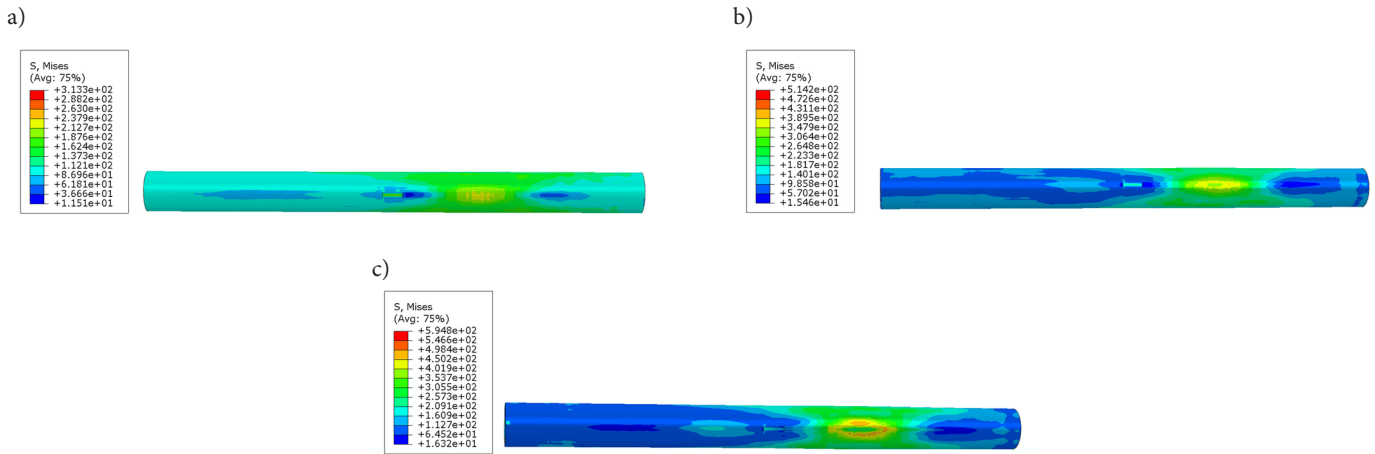 a)
S, Mises
(Avg: 75%)
+3.133e+02
+2.882e+02
+2.630e+02
+2.379e+02
+2.127e+02
+1.876e+02
+1.624e+02
+1.373e+02
+1.121e+02
+8.696e+01
+6.181e+01
+3.666e+01
+1.151e+01
b)
S, Mises
(Avg: 75%)
+5.142e+02
+4.726e+02
+4.311e+02
+3.895e+02
+3.479e+02
+3.064e+02
+2.648e+02
+2.233e+02
+1.817e+02
+1.401e+02
+9.858e+01
+5.702e+01
+1.546e+01
c)
S, Mises
(Avg: 75%)
+5.948e+02
+5.466e+02
+4.984e+02
+4.502e+02
+4.019e+02
+3.537e+02
+3.055e+02
+2.573e+02
+2.091e+02
+1.609e+02
+1.127e+02
+6.452e+01
+1.632e+01